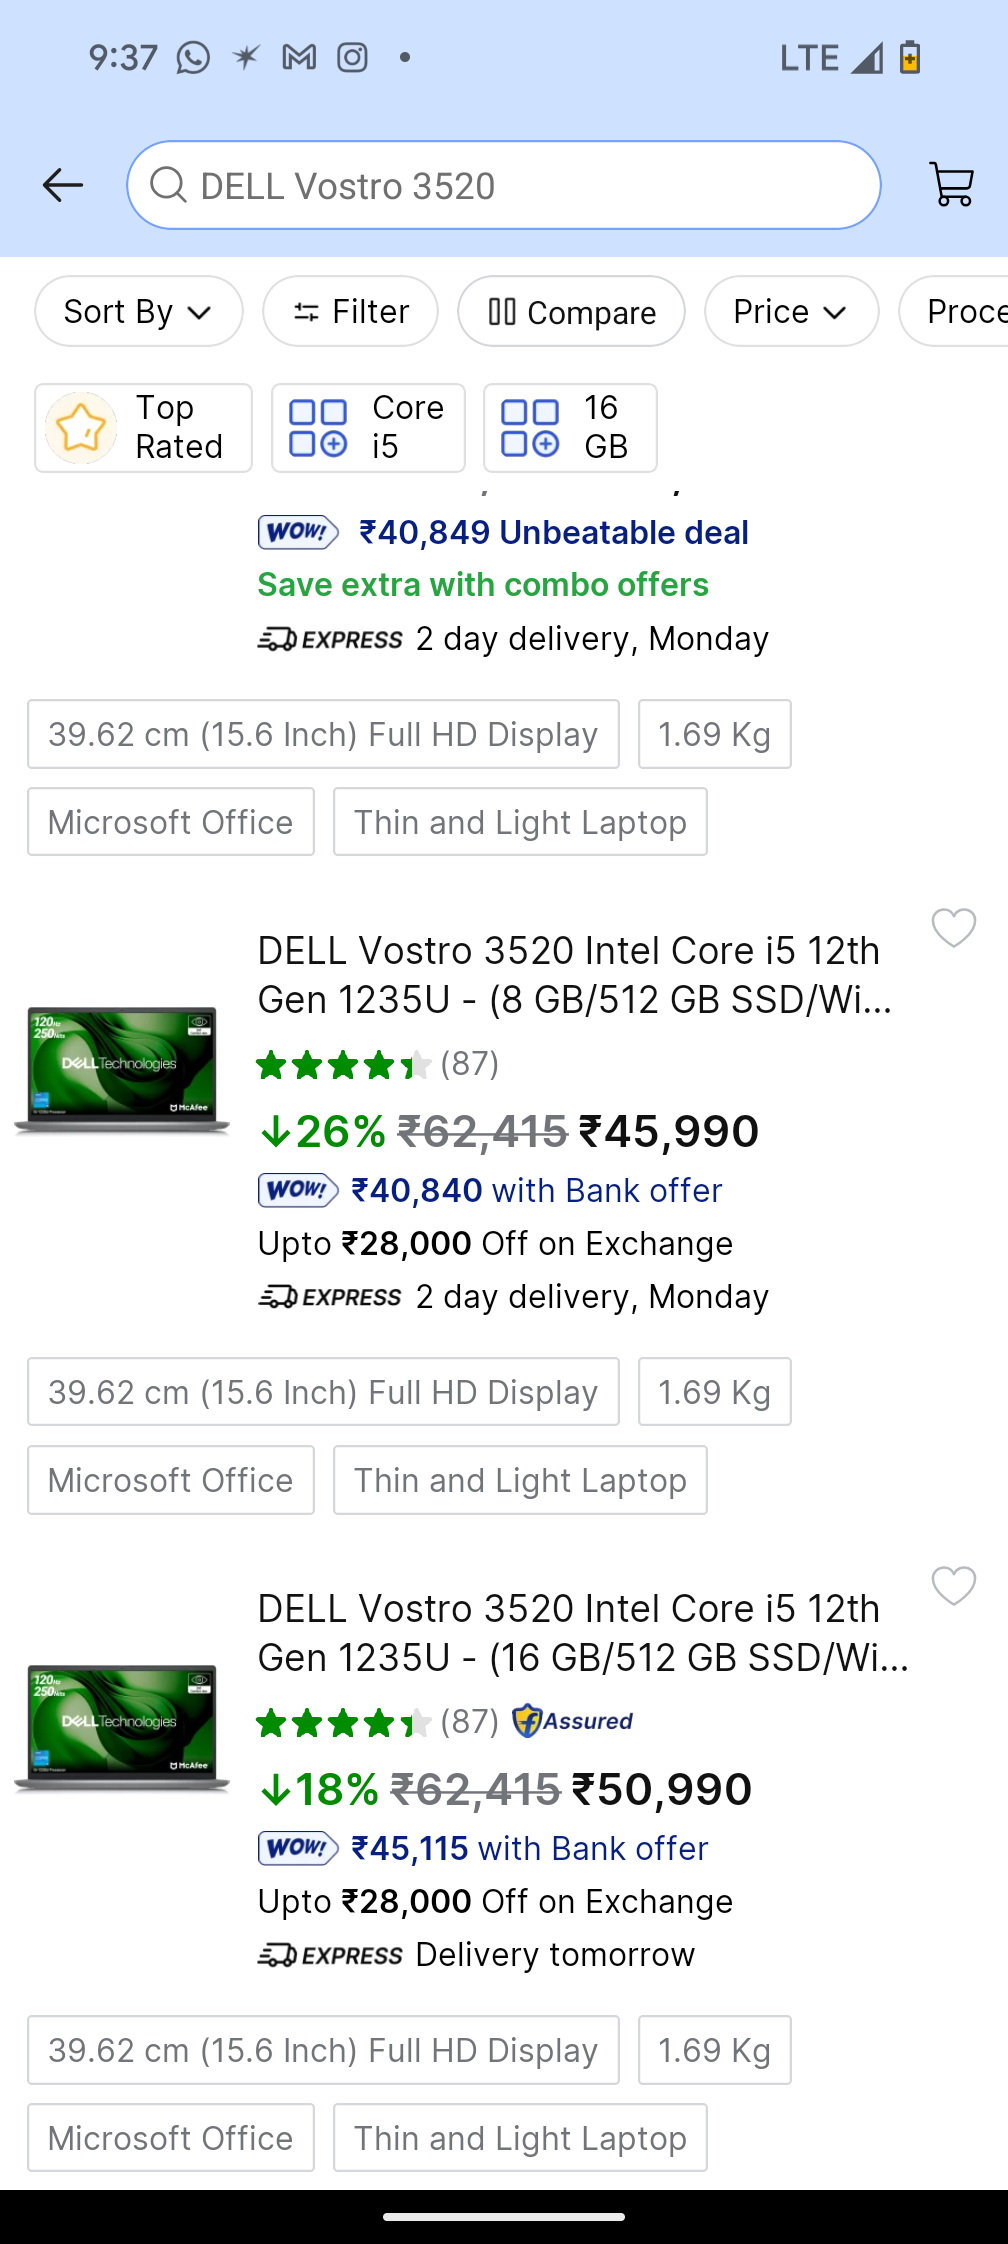 9:37 LTE
DELL Vostro 3520
Sort By Filter Compare Price Proce
Top Rated
Core i5
16 GB
WOW! ₹40,849 Unbeatable deal
Save extra with combo offers
EXPRESS 2 day delivery, Monday
39.62 cm (15.6 Inch) Full HD Display 1.69 Kg
Microsoft Office Thin and Light Laptop
DELL Vostro 3520 Intel Core i5 12th
Gen 1235U - (8 GB/512 GB SSD/Wi...
120Hz
250Nits
DELL Technologies
McAfee
(87)
↓26% ₹62,415 ₹45,990
WOW! ₹40,840 with Bank offer
Upto ₹28,000 Off on Exchange
EXPRESS 2 day delivery, Monday
39.62 cm (15.6 Inch) Full HD Display 1.69 Kg
Microsoft Office Thin and Light Laptop
DELL Vostro 3520 Intel Core i5 12th
Gen 1235U - (16 GB/512 GB SSD/Wi...
120Hz
250Nits
DELL Technologies
McAfee
(87) Assured
↓18% ₹62,415 ₹50,990
WOW! ₹45,115 with Bank offer
Upto ₹28,000 Off on Exchange
EXPRESS Delivery tomorrow
39.62 cm (15.6 Inch) Full HD Display 1.69 Kg
Microsoft Office Thin and Light Laptop